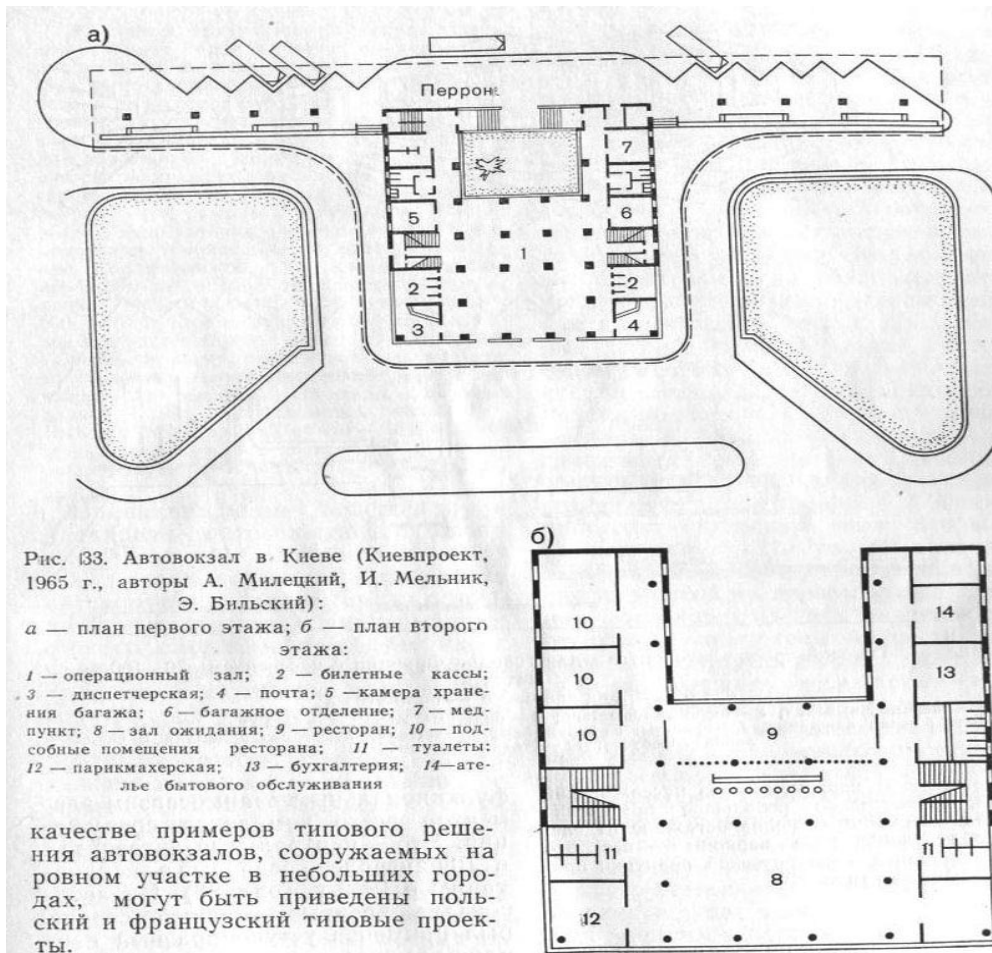 а)
Перрон
7
5
6
1
2
2
3
4
Рис. 133. Автовокзал в Киеве (Киевпроект,
1965 г., авторы А. Милецкий, И. Мельник,
Э. Бильский):
а — план первого этажа; б — план второго
этажа:
1 — операционный зал; 2 — билетные кассы;
3 — диспетчерская; 4 — почта; 5 — камера хране-
ния багажа; 6 — багажное отделение; 7 — мед-
пункт; 8 — зал ожидания; 9 — ресторан; 10 — под-
собные помещения ресторана; 11 — туалеты;
12 — парикмахерская; 13 — бухгалтерия; 14 — ате-
лье бытового обслуживания
качестве примеров типового реше-
ния автовокзалов, сооружаемых на
ровном участке в небольших горо-
дах, могут быть приведены поль-
ский и французский типовые проек-
ты.
б)
10
14
10
13
10
9
11
11
8
12